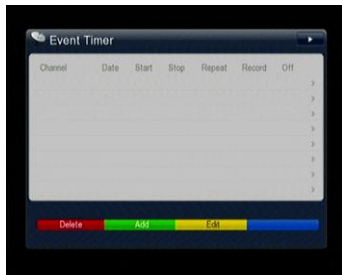 Event Timer
Channel Date Start Stop Repeat Record Off
Delete Add Edit